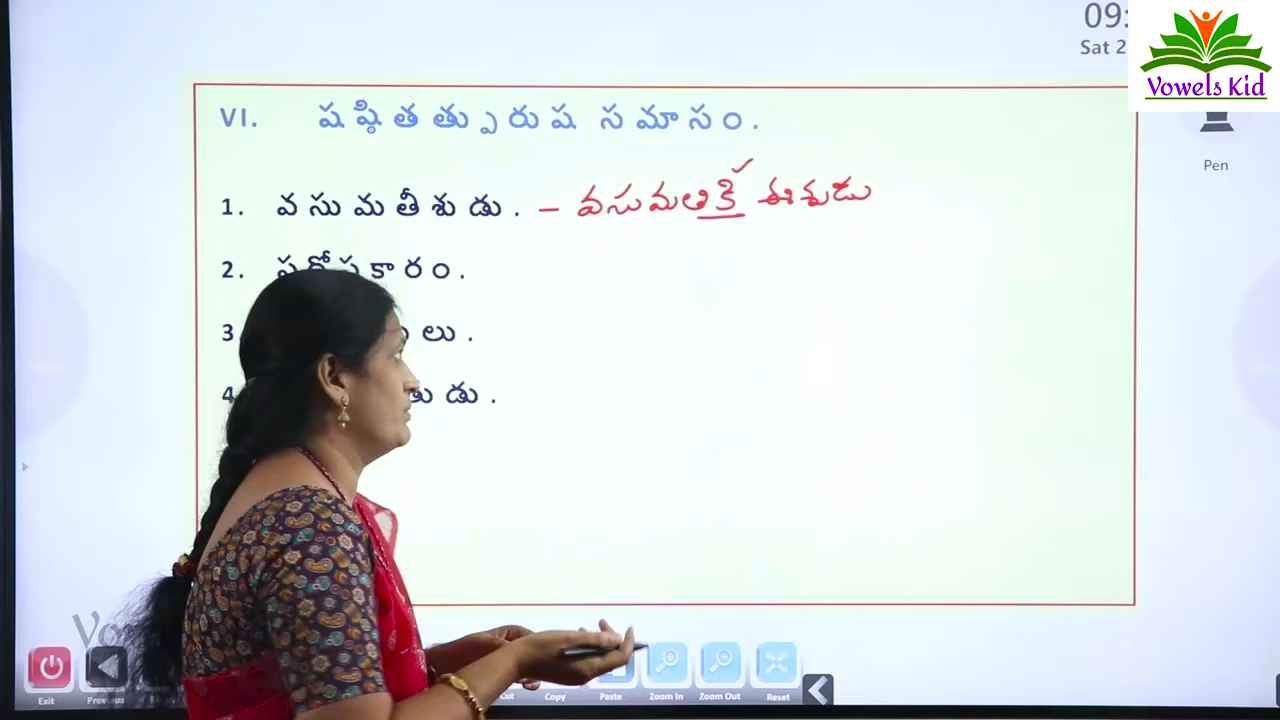 09:
Sat 2
Vowels Kid
VI. షష్ఠితత్పురుష సమాసం.
Pen
1. వసుమతీశుడు. – వసుమతికి ఈశుడు
2. పరోపకారం.
3 లు.
4 డు.
Exit
Copy Paste Zoom In Zoom Out Reset